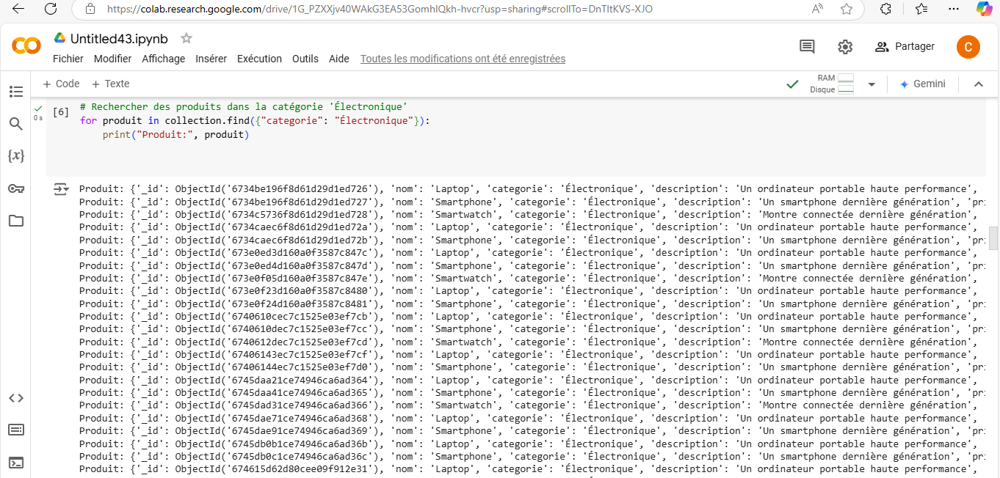 https://colab.research.google.com/drive/1G_PZXXjv40WAkG3EA53GomhIQkh-hvcr?usp=sharing#scrollTo=DnTItKVS-XJO
Untitled43.ipynb
Fichier Modifier Affichage Insérer Exécution Outils Aide Toutes les modifications ont été enregistrées
Partager
C
+ Code + Texte
RAM
Disque
Gemini
[6]
0 s
# Rechercher des produits dans la catégorie 'Électronique'
for produit in collection.find({"categorie": "Électronique"}):
    print("Produit:", produit)
Produit: {'_id': ObjectId('6734be196f8d61d29d1ed726'), 'nom': 'Laptop', 'categorie': 'Électronique', 'description': 'Un ordinateur portable haute performance',
Produit: {'_id': ObjectId('6734be196f8d61d29d1ed727'), 'nom': 'Smartphone', 'categorie': 'Électronique', 'description': 'Un smartphone dernière génération', 'pri
Produit: {'_id': ObjectId('6734c5736f8d61d29d1ed728'), 'nom': 'Smartwatch', 'categorie': 'Électronique', 'description': 'Montre connectée dernière génération',
Produit: {'_id': ObjectId('6734caec6f8d61d29d1ed72a'), 'nom': 'Laptop', 'categorie': 'Électronique', 'description': 'Un ordinateur portable haute performance',
Produit: {'_id': ObjectId('6734caec6f8d61d29d1ed72b'), 'nom': 'Smartphone', 'categorie': 'Électronique', 'description': 'Un smartphone dernière génération', 'pri
Produit: {'_id': ObjectId('673e0ed3d160a0f3587c847c'), 'nom': 'Laptop', 'categorie': 'Électronique', 'description': 'Un ordinateur portable haute performance',
Produit: {'_id': ObjectId('673e0ed4d160a0f3587c847d'), 'nom': 'Smartphone', 'categorie': 'Électronique', 'description': 'Un smartphone dernière génération', 'pri
Produit: {'_id': ObjectId('673e0f05d160a0f3587c847e'), 'nom': 'Smartwatch', 'categorie': 'Électronique', 'description': 'Montre connectée dernière génération',
Produit: {'_id': ObjectId('673e0f23d160a0f3587c8480'), 'nom': 'Laptop', 'categorie': 'Électronique', 'description': 'Un ordinateur portable haute performance',
Produit: {'_id': ObjectId('673e0f24d160a0f3587c8481'), 'nom': 'Smartphone', 'categorie': 'Électronique', 'description': 'Un smartphone dernière génération', 'pri
Produit: {'_id': ObjectId('6740610cec7c1525e03ef7cb'), 'nom': 'Laptop', 'categorie': 'Électronique', 'description': 'Un ordinateur portable haute performance',
Produit: {'_id': ObjectId('6740610dec7c1525e03ef7cc'), 'nom': 'Smartphone', 'categorie': 'Électronique', 'description': 'Un smartphone dernière génération', 'pri
Produit: {'_id': ObjectId('6740612dec7c1525e03ef7cd'), 'nom': 'Smartwatch', 'categorie': 'Électronique', 'description': 'Montre connectée dernière génération',
Produit: {'_id': ObjectId('67406143ec7c1525e03ef7cf'), 'nom': 'Laptop', 'categorie': 'Électronique', 'description': 'Un ordinateur portable haute performance',
Produit: {'_id': ObjectId('67406144ec7c1525e03ef7d0'), 'nom': 'Smartphone', 'categorie': 'Électronique', 'description': 'Un smartphone dernière génération', 'pri
Produit: {'_id': ObjectId('6745daa21ce74946ca6ad364'), 'nom': 'Laptop', 'categorie': 'Électronique', 'description': 'Un ordinateur portable haute performance',
Produit: {'_id': ObjectId('6745daa41ce74946ca6ad365'), 'nom': 'Smartphone', 'categorie': 'Électronique', 'description': 'Un smartphone dernière génération', 'pri
Produit: {'_id': ObjectId('6745dad31ce74946ca6ad366'), 'nom': 'Smartwatch', 'categorie': 'Électronique', 'description': 'Montre connectée dernière génération',
Produit: {'_id': ObjectId('6745dae71ce74946ca6ad368'), 'nom': 'Laptop', 'categorie': 'Électronique', 'description': 'Un ordinateur portable haute performance',
Produit: {'_id': ObjectId('6745dae91ce74946ca6ad369'), 'nom': 'Smartphone', 'categorie': 'Électronique', 'description': 'Un smartphone dernière génération', 'pri
Produit: {'_id': ObjectId('6745db0b1ce74946ca6ad36b'), 'nom': 'Laptop', 'categorie': 'Électronique', 'description': 'Un ordinateur portable haute performance',
Produit: {'_id': ObjectId('6745db0c1ce74946ca6ad36c'), 'nom': 'Smartphone', 'categorie': 'Électronique', 'description': 'Un smartphone dernière génération', 'pri
Produit: {'_id': ObjectId('674615d62d80cee09f912e31'), 'nom': 'Laptop', 'categorie': 'Électronique', 'description': 'Un ordinateur portable haute performance',